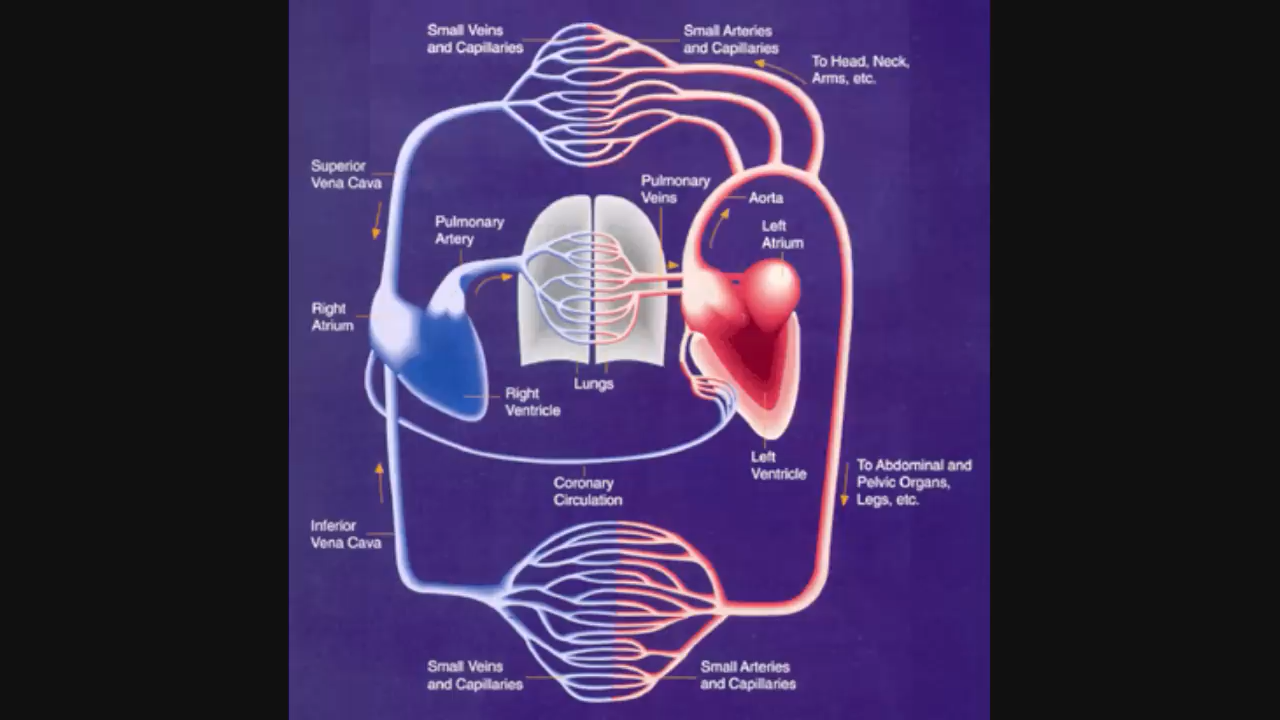 Small Veins
and Capillaries
Small Arteries
and Capillaries
To Head, Neck,
Arms, etc.
Superior
Vena Cava
Pulmonary
Veins
Aorta
Pulmonary
Artery
Left
Atrium
Right
Atrium
Lungs
Right
Ventricle
Left
Ventricle
To Abdominal and
Pelvic Organs,
Legs, etc.
Coronary
Circulation
Inferior
Vena Cava
Small Veins
and Capillaries
Small Arteries
and Capillaries